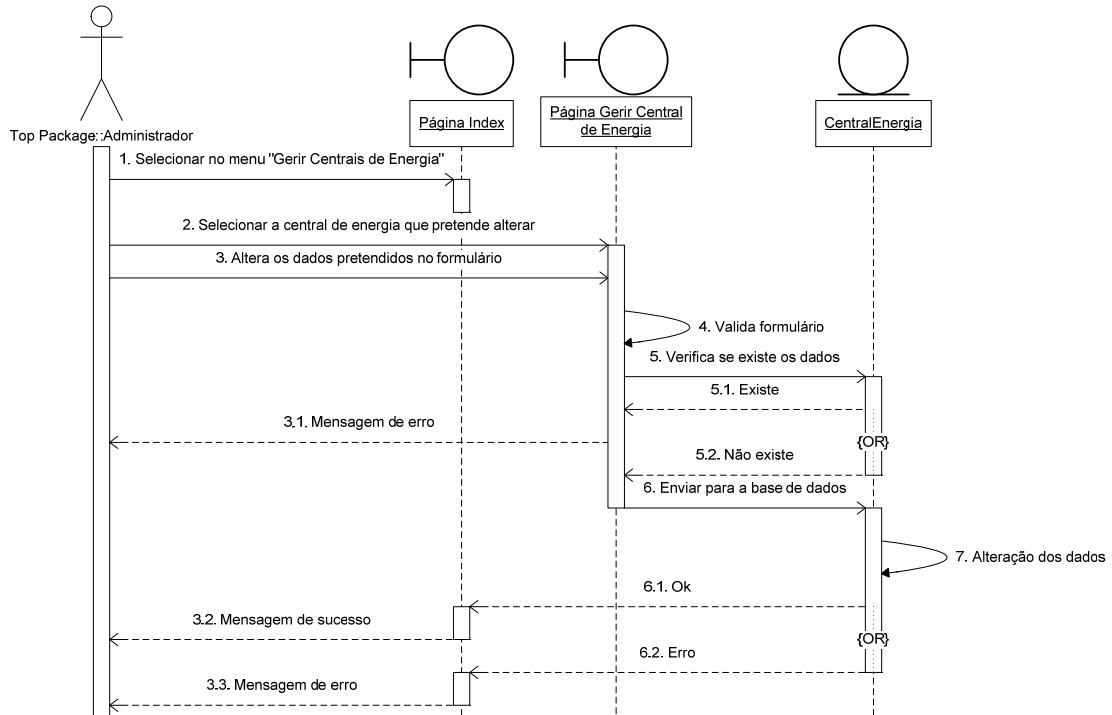 Top Package::Administrador
Página Index
Página Gerir Central
de Energia
CentralEnergia
1. Selecionar no menu "Gerir Centrais de Energia"
2. Selecionar a central de energia que pretende alterar
3. Altera os dados pretendidos no formulário
4. Valida formulário
5. Verifica se existe os dados
5.1. Existe
3.1. Mensagem de erro
{OR}
5.2. Não existe
6. Enviar para a base de dados
7. Alteração dos dados
6.1. Ok
3.2. Mensagem de sucesso
{OR}
6.2. Erro
3.3. Mensagem de erro